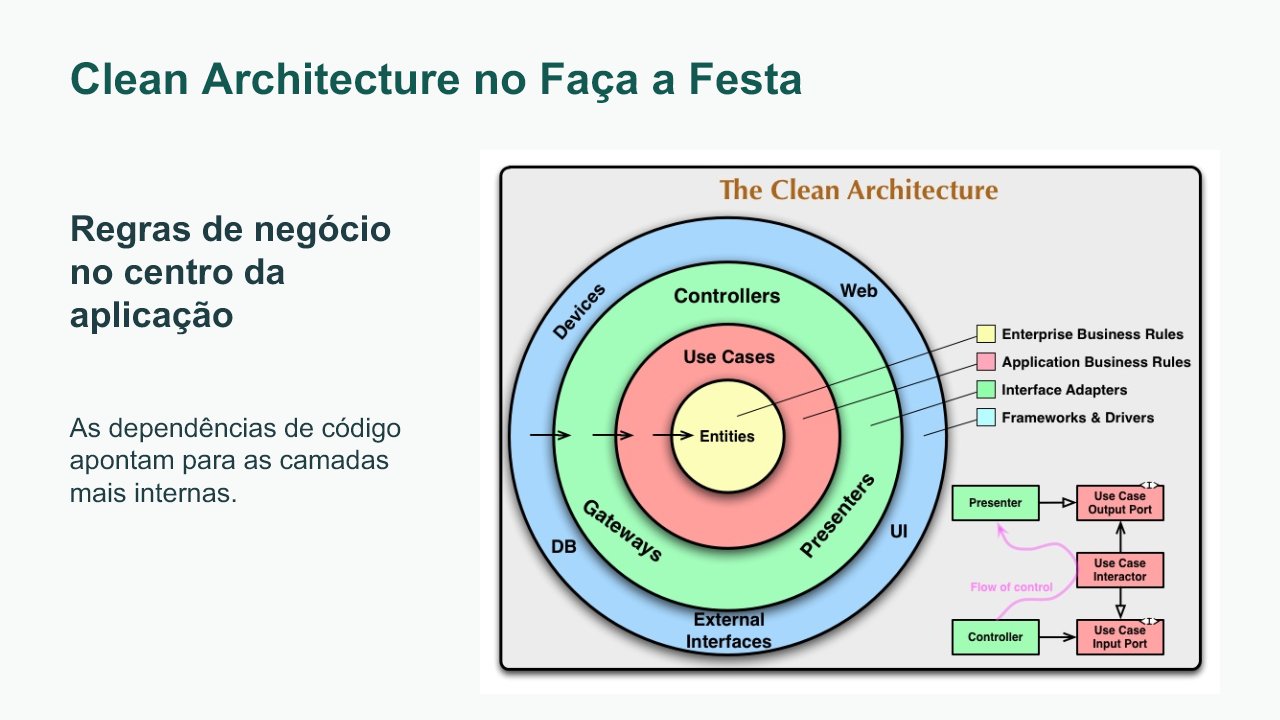 Clean Architecture no Faça a Festa
Regras de negócio
no centro da
aplicação
As dependências de código
apontam para as camadas
mais internas.
The Clean Architecture
Devices
Controllers
Web
Use Cases
Entities
Gateways
Presenters
DB
UI
External
Interfaces
Enterprise Business Rules
Application Business Rules
Interface Adapters
Frameworks & Drivers
Presenter
<I>
Use Case
Output Port
Use Case
Interactor
Flow of control
Controller
<I>
Use Case
Input Port